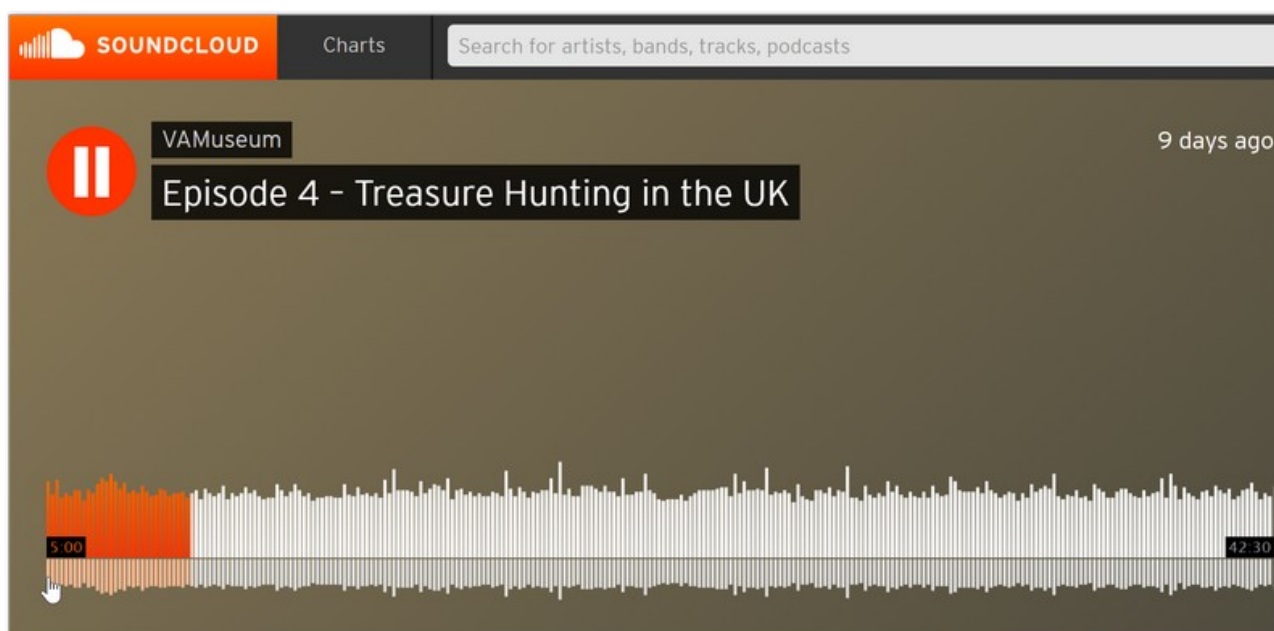 SOUNDCLOUD Charts Search for artists, bands, tracks, podcasts
VAMuseum 9 days ago
Episode 4 – Treasure Hunting in the UK
5:00 42:30